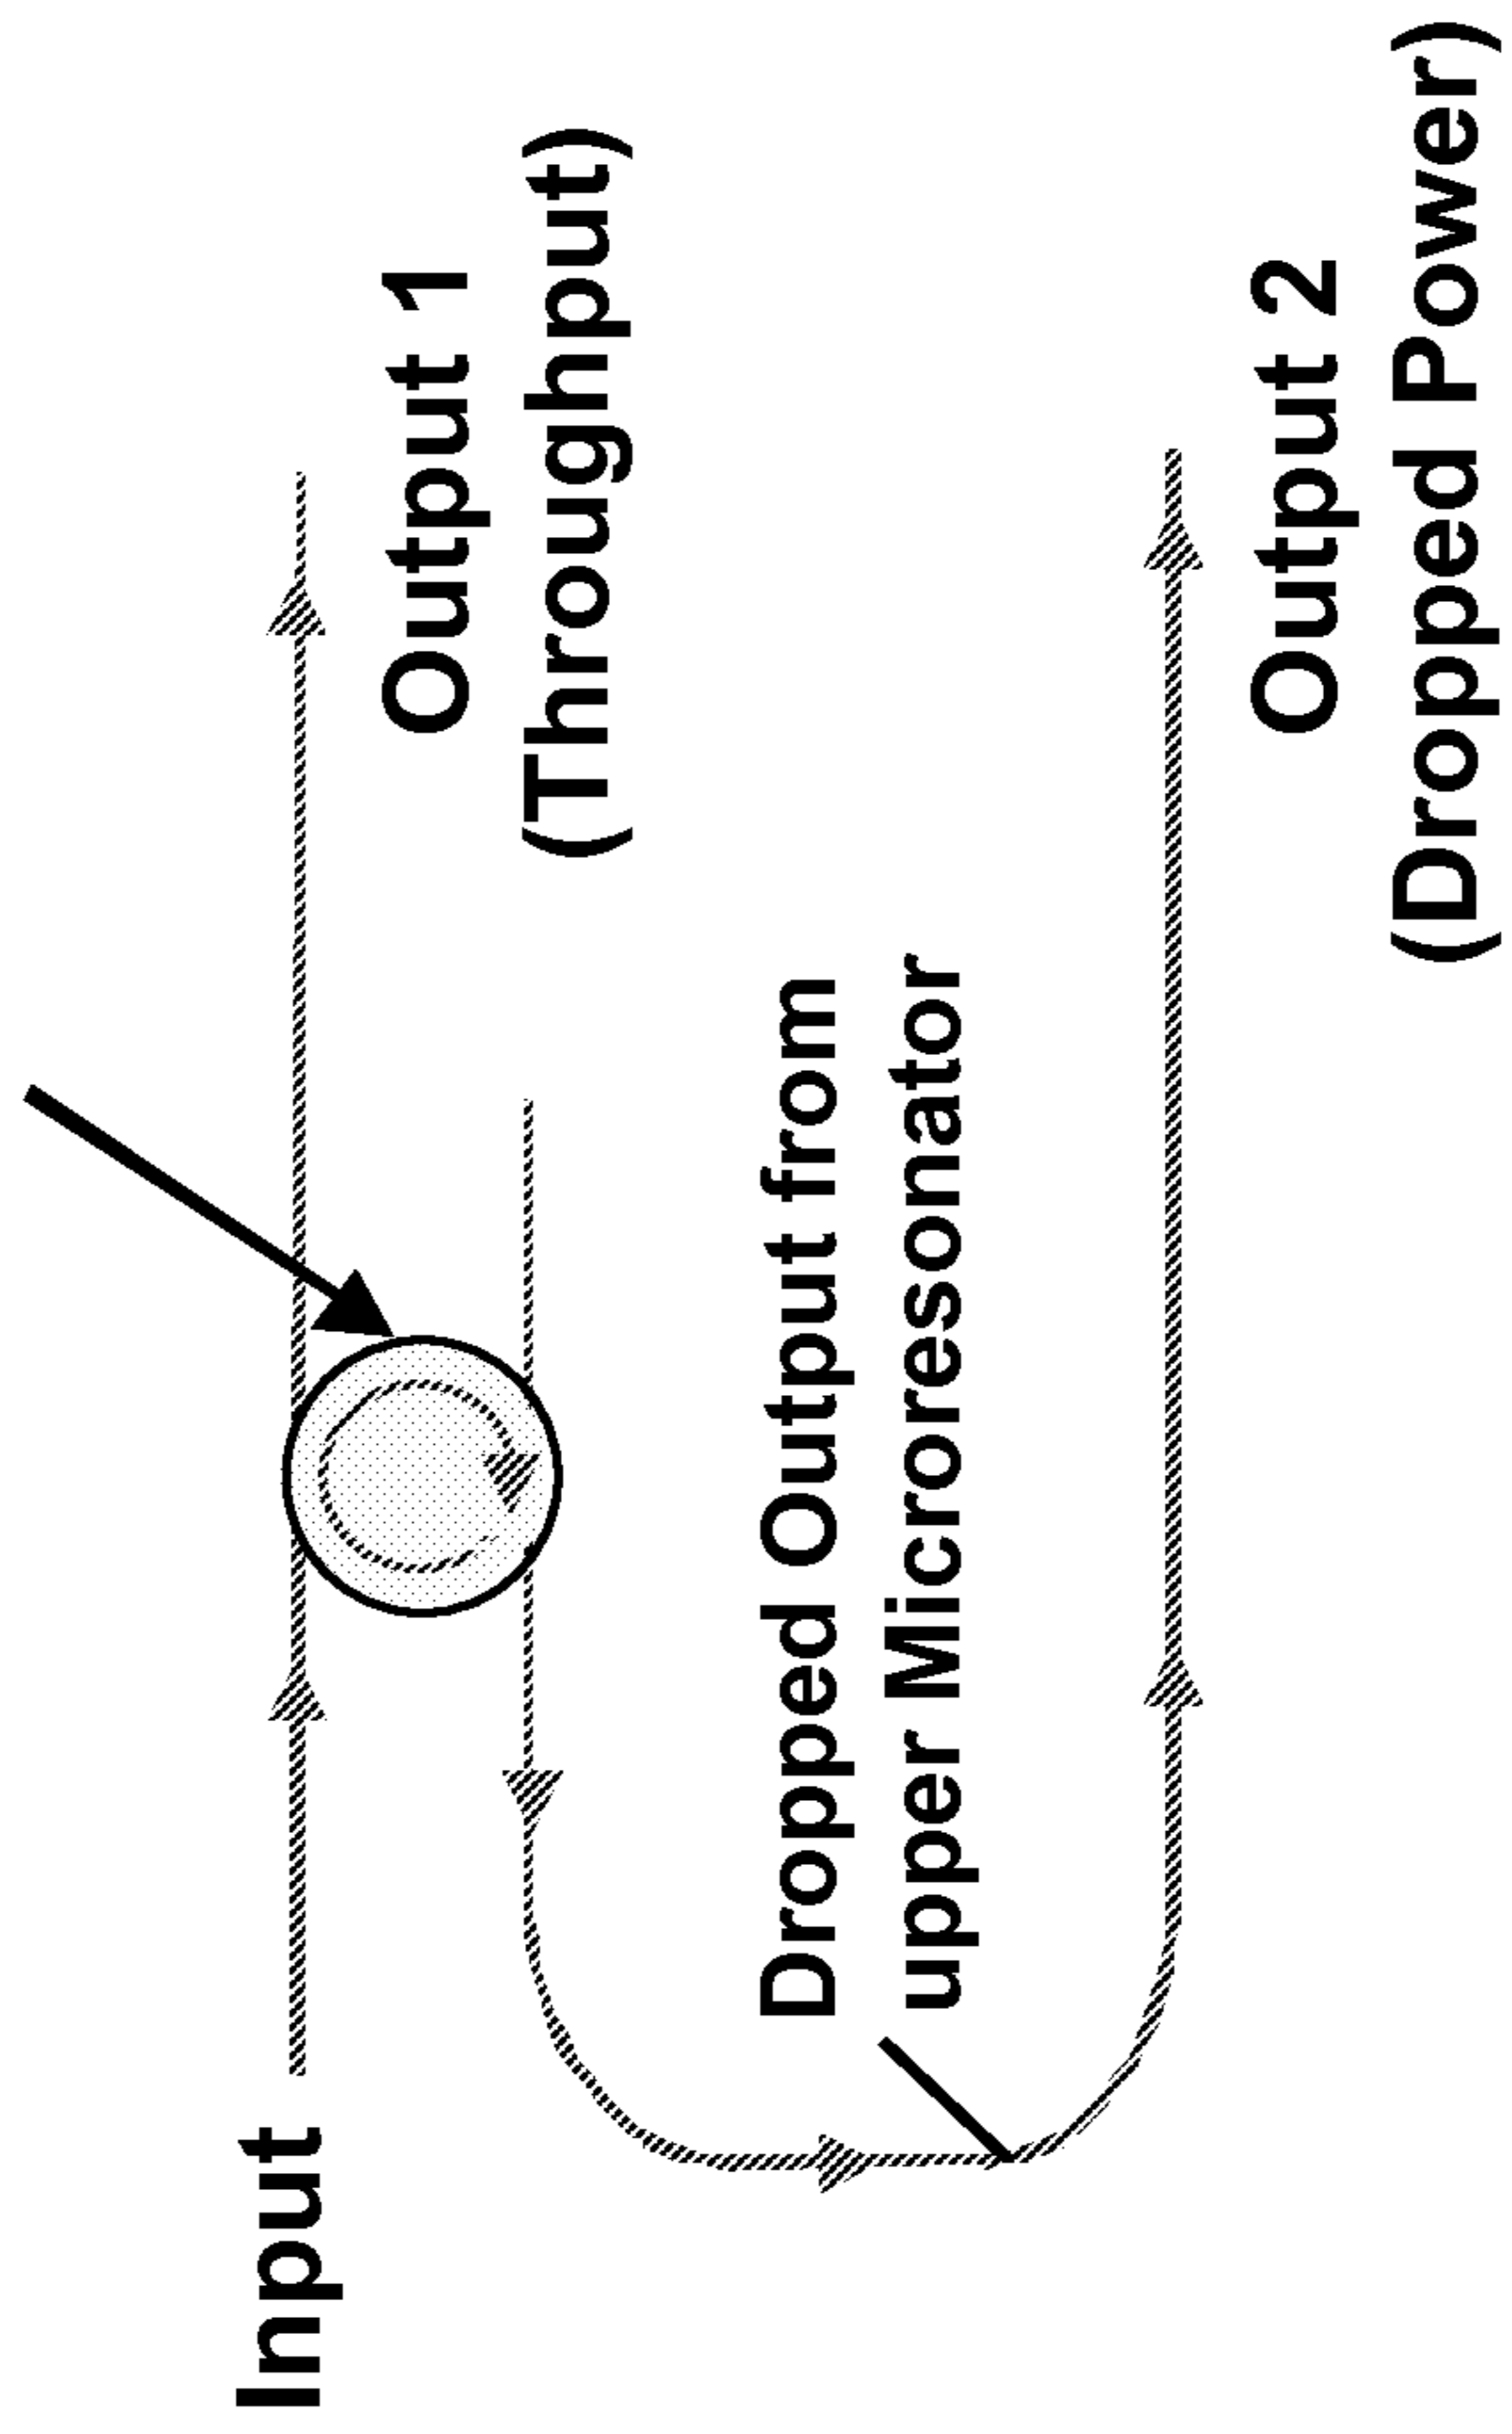 Input
Output 1
(Throughput)
Dropped Output from
upper Microresonator
Output 2
(Dropped Power)